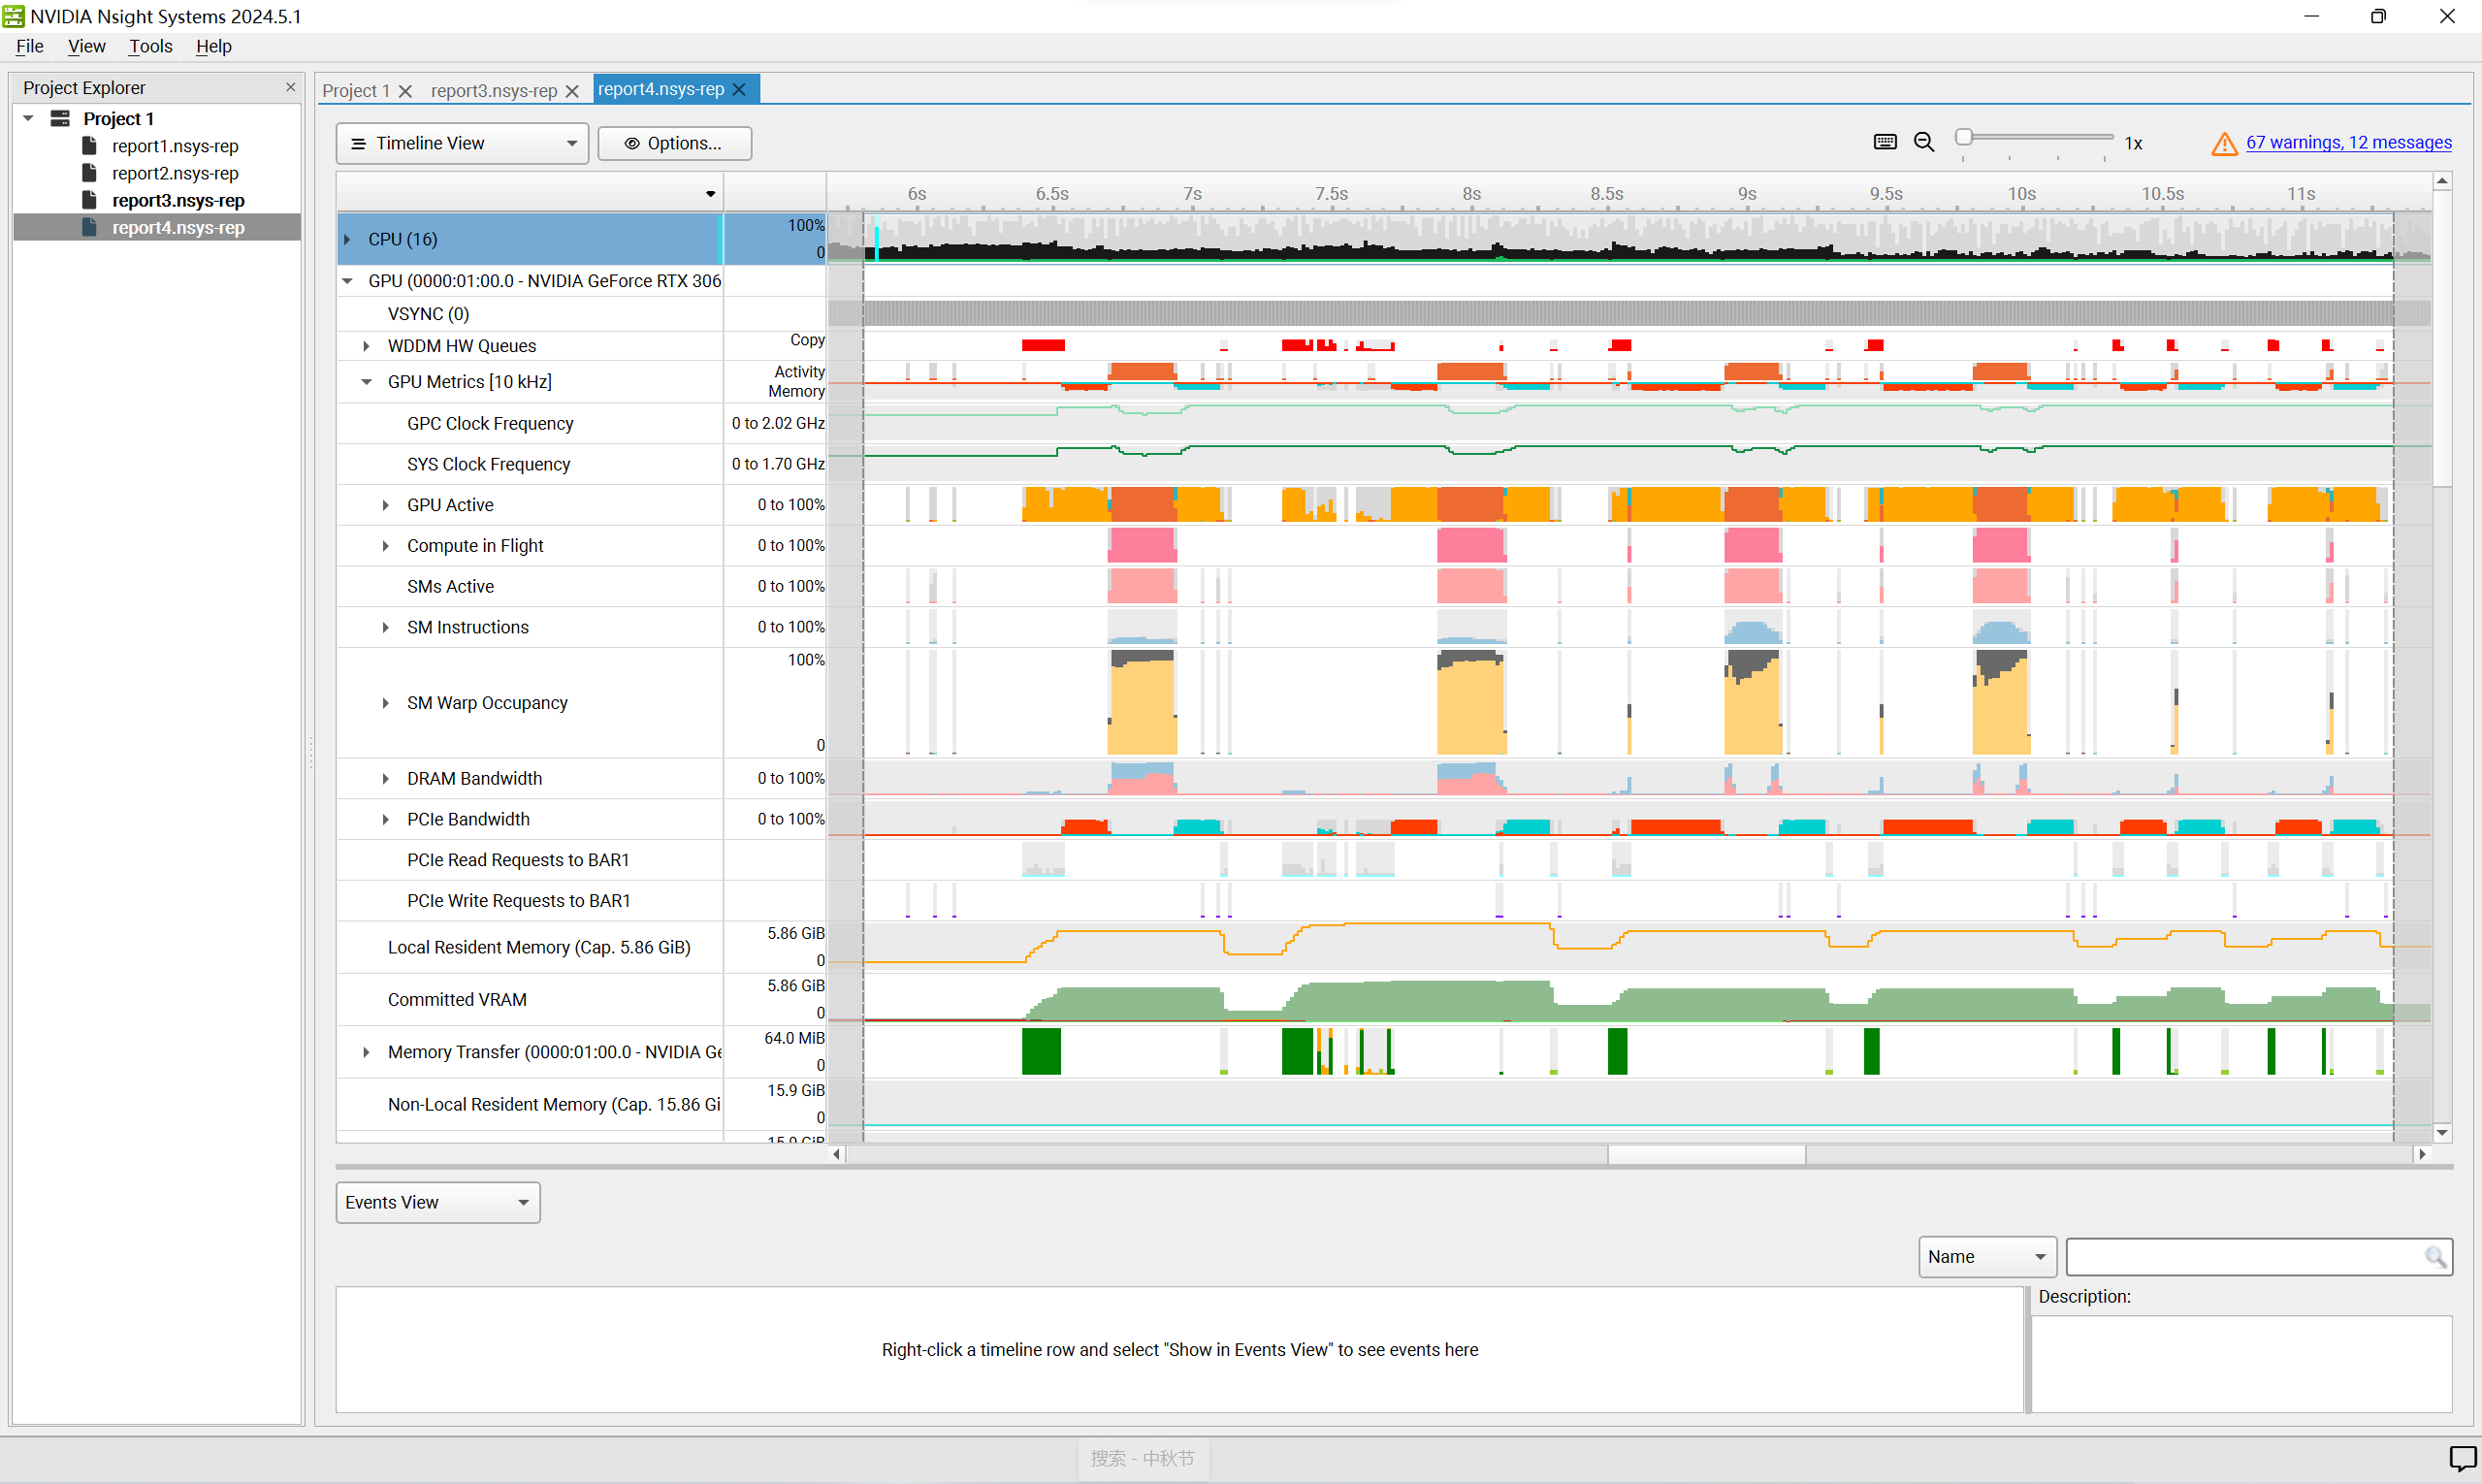 NVIDIA Nsight Systems 2024.5.1
File View Tools Help
Project Explorer
Project 1
report1.nsys-rep
report2.nsys-rep
report3.nsys-rep
report4.nsys-rep
Project 1 report3.nsys-rep report4.nsys-rep
Timeline View Options... 1x 67 warnings, 12 messages
6s 6.5s 7s 7.5s 8s 8.5s 9s 9.5s 10s 10.5s 11s
CPU (16) 100%
0
GPU (0000:01:00.0 - NVIDIA GeForce RTX 306
VSYNC (0)
WDDM HW Queues Copy
GPU Metrics [10 kHz] Activity
Memory
GPC Clock Frequency 0 to 2.02 GHz
SYS Clock Frequency 0 to 1.70 GHz
GPU Active 0 to 100%
Compute in Flight 0 to 100%
SMs Active 0 to 100%
SM Instructions 0 to 100%
SM Warp Occupancy 100%
0
DRAM Bandwidth 0 to 100%
PCIe Bandwidth 0 to 100%
PCIe Read Requests to BAR1
PCIe Write Requests to BAR1
Local Resident Memory (Cap. 5.86 GiB) 5.86 GiB
0
Committed VRAM 5.86 GiB
0
Memory Transfer (0000:01:00.0 - NVIDIA Ge 64.0 MiB
0
Non-Local Resident Memory (Cap. 15.86 Gi 15.9 GiB
0
15.9 GiB
Events View
Name
Description:
Right-click a timeline row and select "Show in Events View" to see events here
搜索 - 中秋节